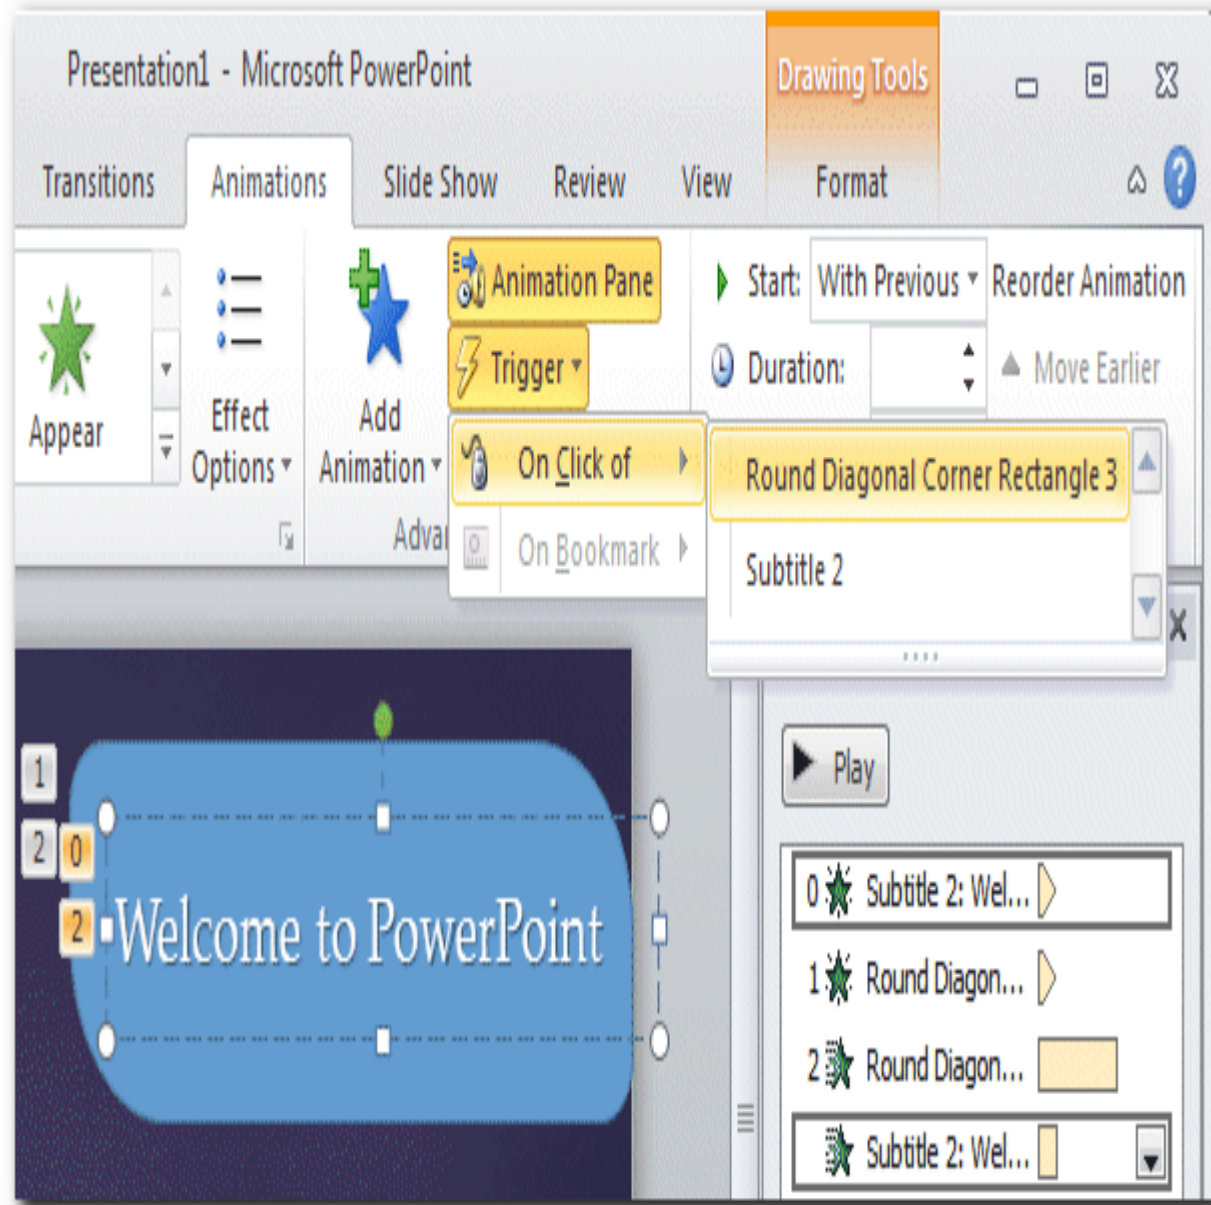 Presentation1 - Microsoft PowerPoint
Drawing Tools
Transitions
Animations
Slide Show
Review
View
Format
?
Appear
Effect
Options
Add
Animation
Animation Pane
Trigger
Start: With Previous
Reorder Animation
Duration:
Move Earlier
On Click of
Round Diagonal Corner Rectangle 3
Advan
On Bookmark
Subtitle 2
1
2
0
2
Welcome to PowerPoint
Play
0 Subtitle 2: Wel...
1 Round Diagon...
2 Round Diagon...
Subtitle 2: Wel...